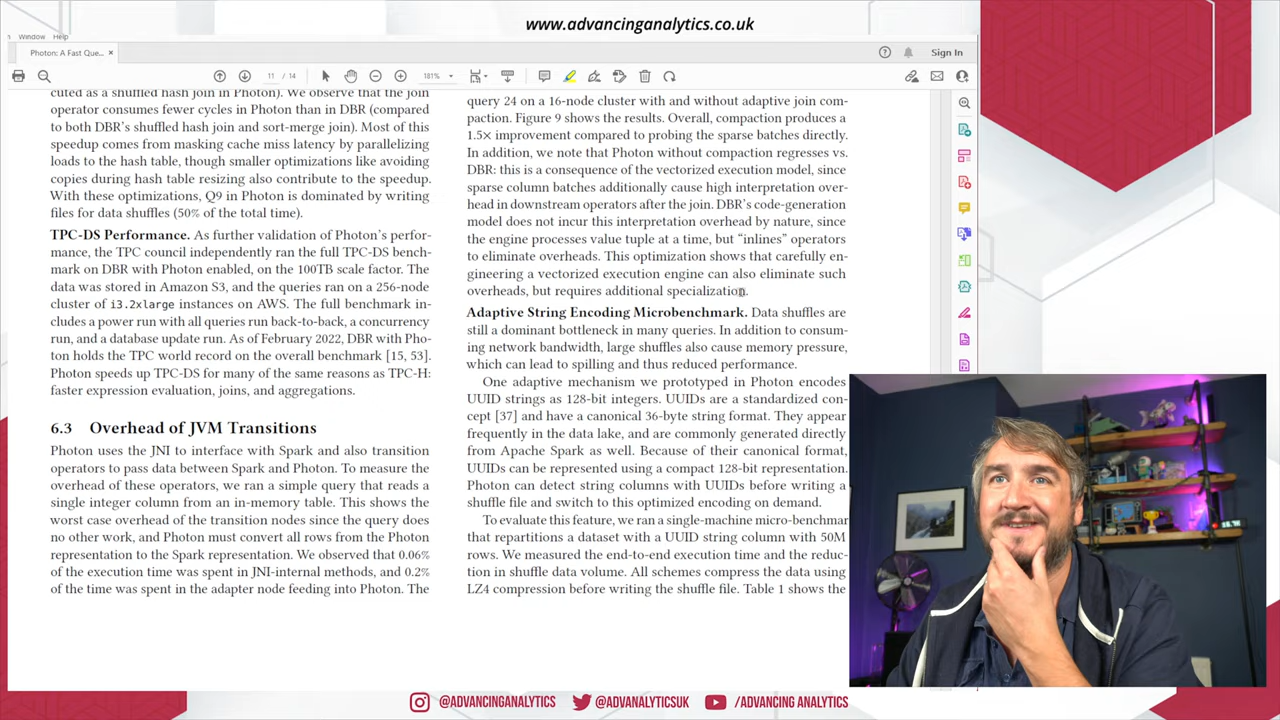 www.advancinganalytics.co.uk
Window Help
Photon: A Fast Que... ×
Sign In
11 / 14
181%
cuted as a shuffled hash join in Photon). We observe that the join
operator consumes fewer cycles in Photon than in DBR (compared
to both DBR's shuffled hash join and sort-merge join). Most of this
speedup comes from masking cache miss latency by parallelizing
loads to the hash table, though smaller optimizations like avoiding
copies during hash table resizing also contribute to the speedup.
With these optimizations, Q9 in Photon is dominated by writing
files for data shuffles (50% of the total time).
TPC-DS Performance. As further validation of Photon's perfor-
mance, the TPC council independently ran the full TPC-DS bench-
mark on DBR with Photon enabled, on the 100TB scale factor. The
data was stored in Amazon S3, and the queries ran on a 256-node
cluster of i3.2xlarge instances on AWS. The full benchmark in-
cludes a power run with all queries run back-to-back, a concurrency
run, and a database update run. As of February 2022, DBR with Pho-
ton holds the TPC world record on the overall benchmark [15, 53].
Photon speeds up TPC-DS for many of the same reasons as TPC-H:
faster expression evaluation, joins, and aggregations.
6.3 Overhead of JVM Transitions
Photon uses the JNI to interface with Spark and also transition
operators to pass data between Spark and Photon. To measure the
overhead of these operators, we ran a simple query that reads a
single integer column from an in-memory table. This shows the
worst case overhead of the transition nodes since the query does
no other work, and Photon must convert all rows from the Photon
representation to the Spark representation. We observed that 0.06%
of the execution time was spent in JNI-internal methods, and 0.2%
of the time was spent in the adapter node feeding into Photon. The
query 24 on a 16-node cluster with and without adaptive join com-
paction. Figure 9 shows the results. Overall, compaction produces a
1.5× improvement compared to probing the sparse batches directly.
In addition, we note that Photon without compaction regresses vs.
DBR: this is a consequence of the vectorized execution model, since
sparse column batches additionally cause high interpretation over-
head in downstream operators after the join. DBR's code-generation
model does not incur this interpretation overhead by nature, since
the engine processes value tuple at a time, but "inlines" operators
to eliminate overheads. This optimization shows that carefully en-
gineering a vectorized execution engine can also eliminate such
overheads, but requires additional specialization.
Adaptive String Encoding Microbenchmark. Data shuffles are
still a dominant bottleneck in many queries. In addition to consum-
ing network bandwidth, large shuffles also cause memory pressure,
which can lead to spilling and thus reduced performance.
One adaptive mechanism we prototyped in Photon encodes
UUID strings as 128-bit integers. UUIDs are a standardized con-
cept [37] and have a canonical 36-byte string format. They appear
frequently in the data lake, and are commonly generated directly
from Apache Spark as well. Because of their canonical format,
UUIDs can be represented using a compact 128-bit representation.
Photon can detect string columns with UUIDs before writing a
shuffle file and switch to this optimized encoding on demand.
To evaluate this feature, we ran a single-machine micro-benchmar
that repartitions a dataset with a UUID string column with 50M
rows. We measured the end-to-end execution time and the reduc-
tion in shuffle data volume. All schemes compress the data using
LZ4 compression before writing the shuffle file. Table 1 shows the
@ADVANCINGANALYTICS
@ADVANALYTICSUK
/ADVANCING ANALYTICS